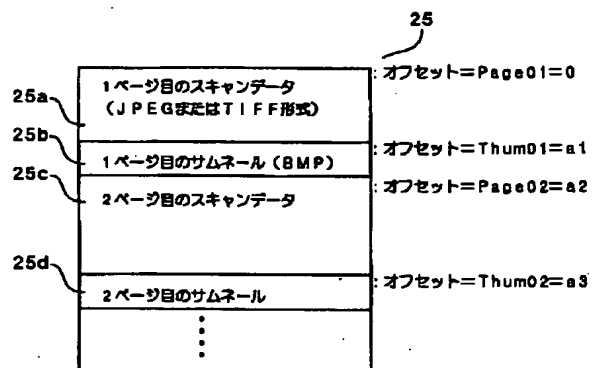 25
1ページ目のスキャンデータ
(JPEGまたはTIFF形式)
:オフセット=Page01=0
25a
25b
1ページ目のサムネール(BMP)
:オフセット=Thum01=a1
25c
2ページ目のスキャンデータ
:オフセット=Page02=a2
25d
2ページ目のサムネール
:オフセット=Thum02=a3